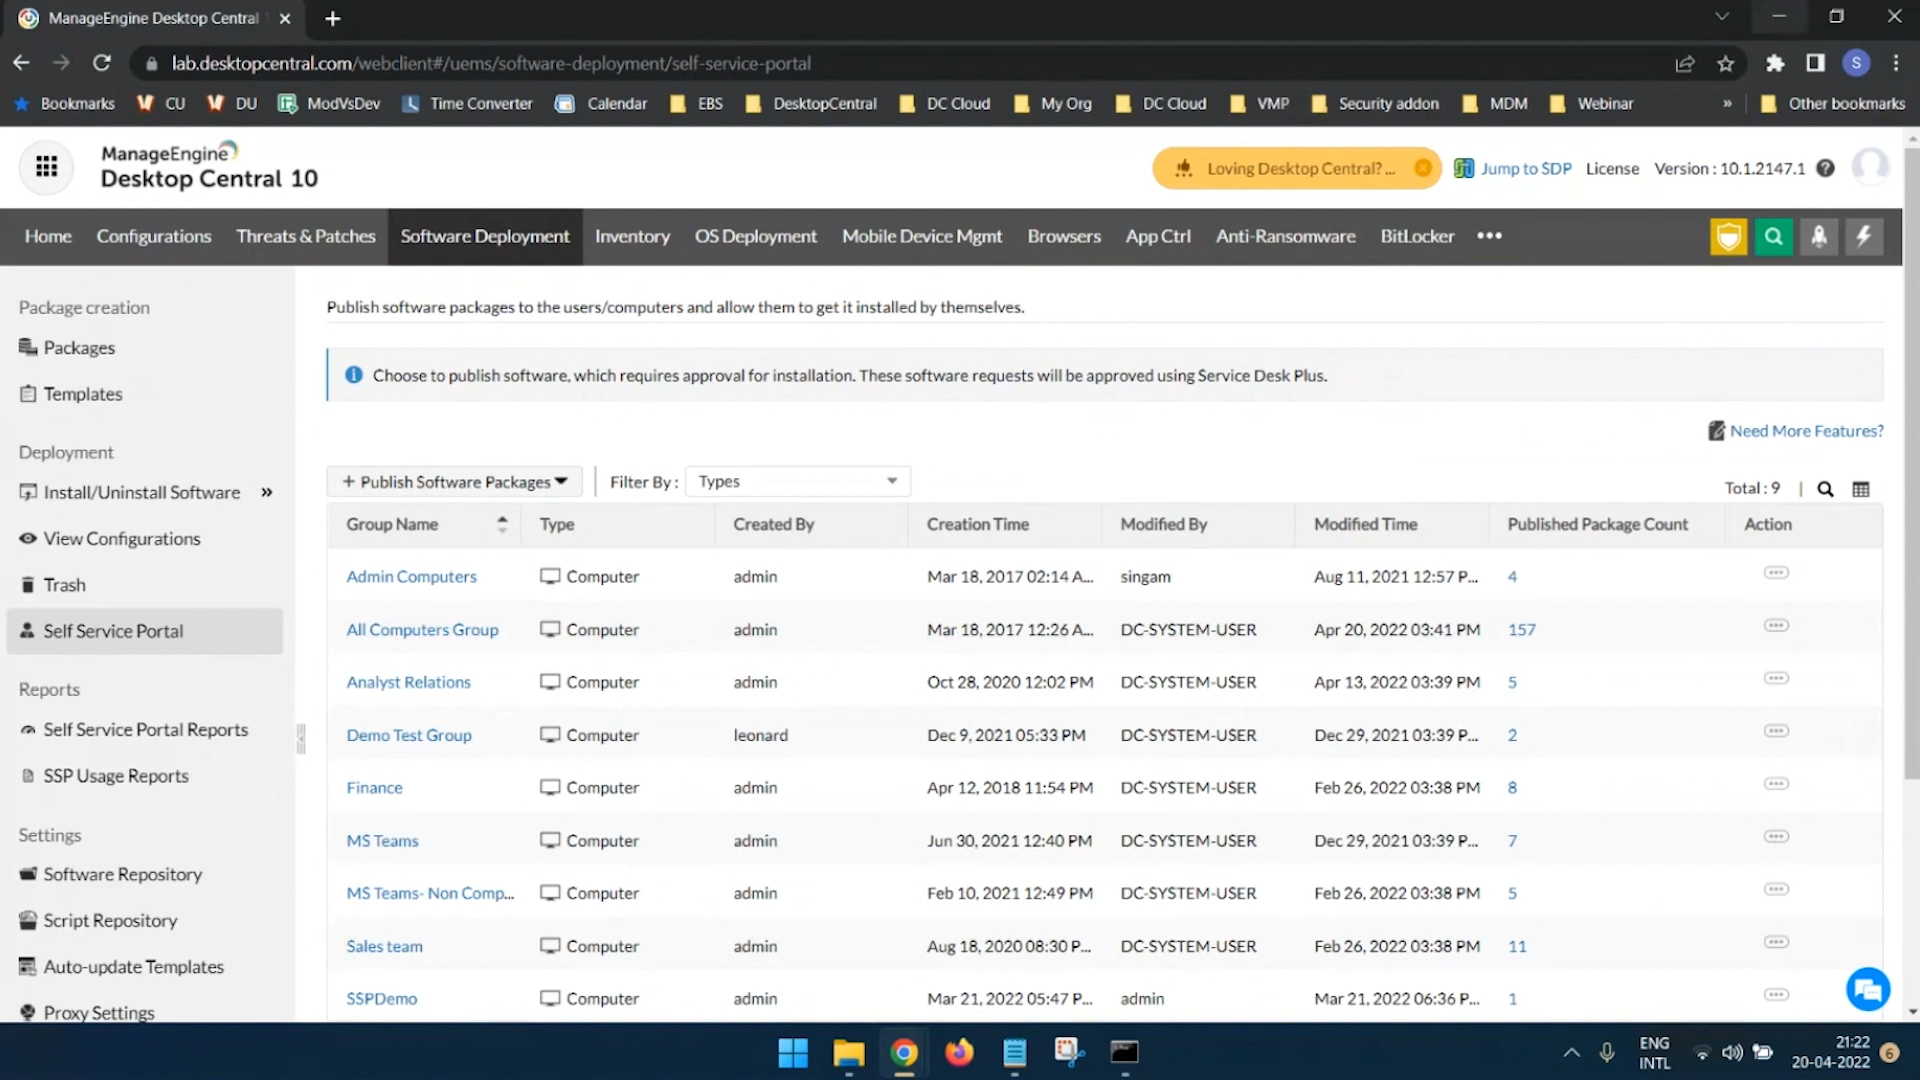 ManageEngine Desktop Central
lab.desktopcentral.com/webclient#/uems/software-deployment/self-service-portal
S
Bookmarks CU DU ModVsDev Time Converter Calendar EBS DesktopCentral DC Cloud My Org DC Cloud VMP Security addon MDM Webinar » Other bookmarks
ManageEngine
Desktop Central 10
Loving Desktop Central? ... Jump to SDP License Version : 10.1.2147.1
Home Configurations Threats & Patches Software Deployment Inventory OS Deployment Mobile Device Mgmt Browsers App Ctrl Anti-Ransomware BitLocker •••
Package creation
Packages
Templates
Deployment
Install/Uninstall Software »
View Configurations
Trash
Self Service Portal
Reports
Self Service Portal Reports
SSP Usage Reports
Settings
Software Repository
Script Repository
Auto-update Templates
Proxy Settings
Publish software packages to the users/computers and allow them to get it installed by themselves.
Choose to publish software, which requires approval for installation. These software requests will be approved using Service Desk Plus.
Need More Features?
+ Publish Software Packages Filter By : Types Total : 9 |
Group Name Type Created By Creation Time Modified By Modified Time Published Package Count Action
Admin Computers Computer admin Mar 18, 2017 02:14 A... singam Aug 11, 2021 12:57 P... 4
All Computers Group Computer admin Mar 18, 2017 12:26 A... DC-SYSTEM-USER Apr 20, 2022 03:41 PM 157
Analyst Relations Computer admin Oct 28, 2020 12:02 PM DC-SYSTEM-USER Apr 13, 2022 03:39 PM 5
Demo Test Group Computer leonard Dec 9, 2021 05:33 PM DC-SYSTEM-USER Dec 29, 2021 03:39 P... 2
Finance Computer admin Apr 12, 2018 11:54 PM DC-SYSTEM-USER Feb 26, 2022 03:38 PM 8
MS Teams Computer admin Jun 30, 2021 12:40 PM DC-SYSTEM-USER Dec 29, 2021 03:39 P... 7
MS Teams- Non Comp... Computer admin Feb 10, 2021 12:49 PM DC-SYSTEM-USER Feb 26, 2022 03:38 PM 5
Sales team Computer admin Aug 18, 2020 08:30 P... DC-SYSTEM-USER Feb 26, 2022 03:38 PM 11
SSPDemo Computer admin Mar 21, 2022 05:47 P... admin Mar 21, 2022 06:36 P... 1
ENG
INTL
21:22
20-04-2022
6